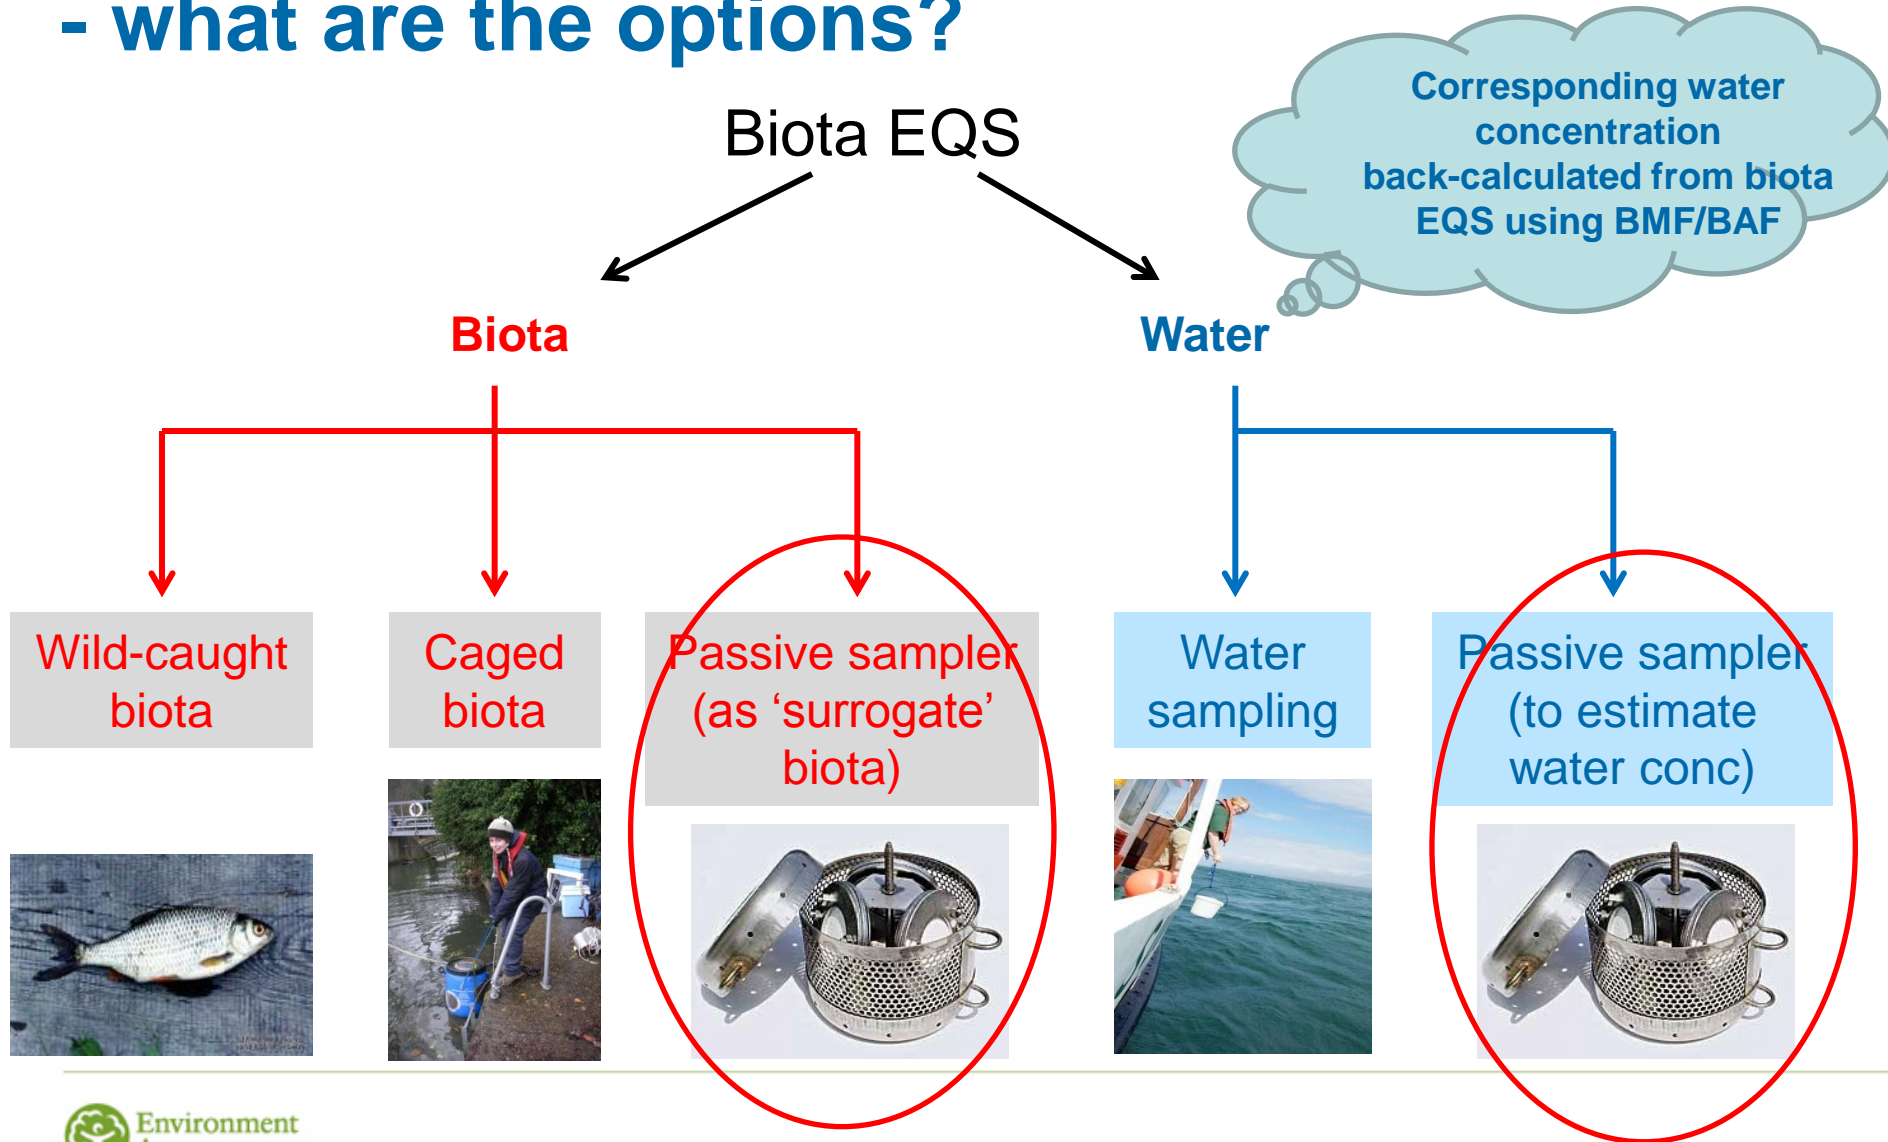 - what are the options?
Corresponding water
concentration
back-calculated from biota
EQS using BMF/BAF
Biota EQS
Biota
Water
Wild-caught
biota
Caged
biota
Passive sampler
(as ‘surrogate’
biota)
Water
sampling
Passive sampler
(to estimate
water conc)
Environment